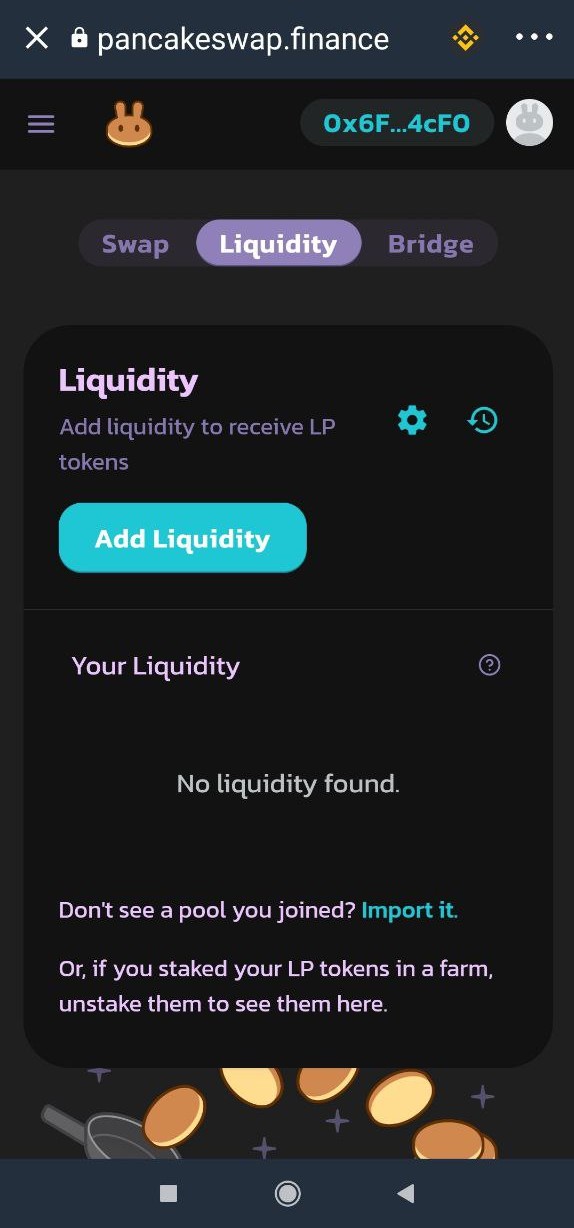 pancakeswap.finance
0x6F...4cF0
Swap
Liquidity
Bridge
Liquidity
Add liquidity to receive LP
tokens
Add Liquidity
Your Liquidity
No liquidity found.
Don't see a pool you joined? Import it.
Or, if you staked your LP tokens in a farm,
unstake them to see them here.